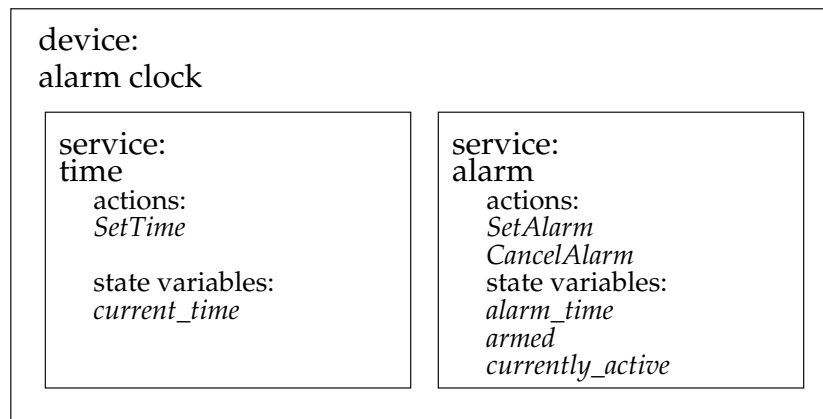 device:
alarm clock
service:
time
actions:
SetTime
state variables:
current_time
service:
alarm
actions:
SetAlarm
CancelAlarm
state variables:
alarm_time
armed
currently_active